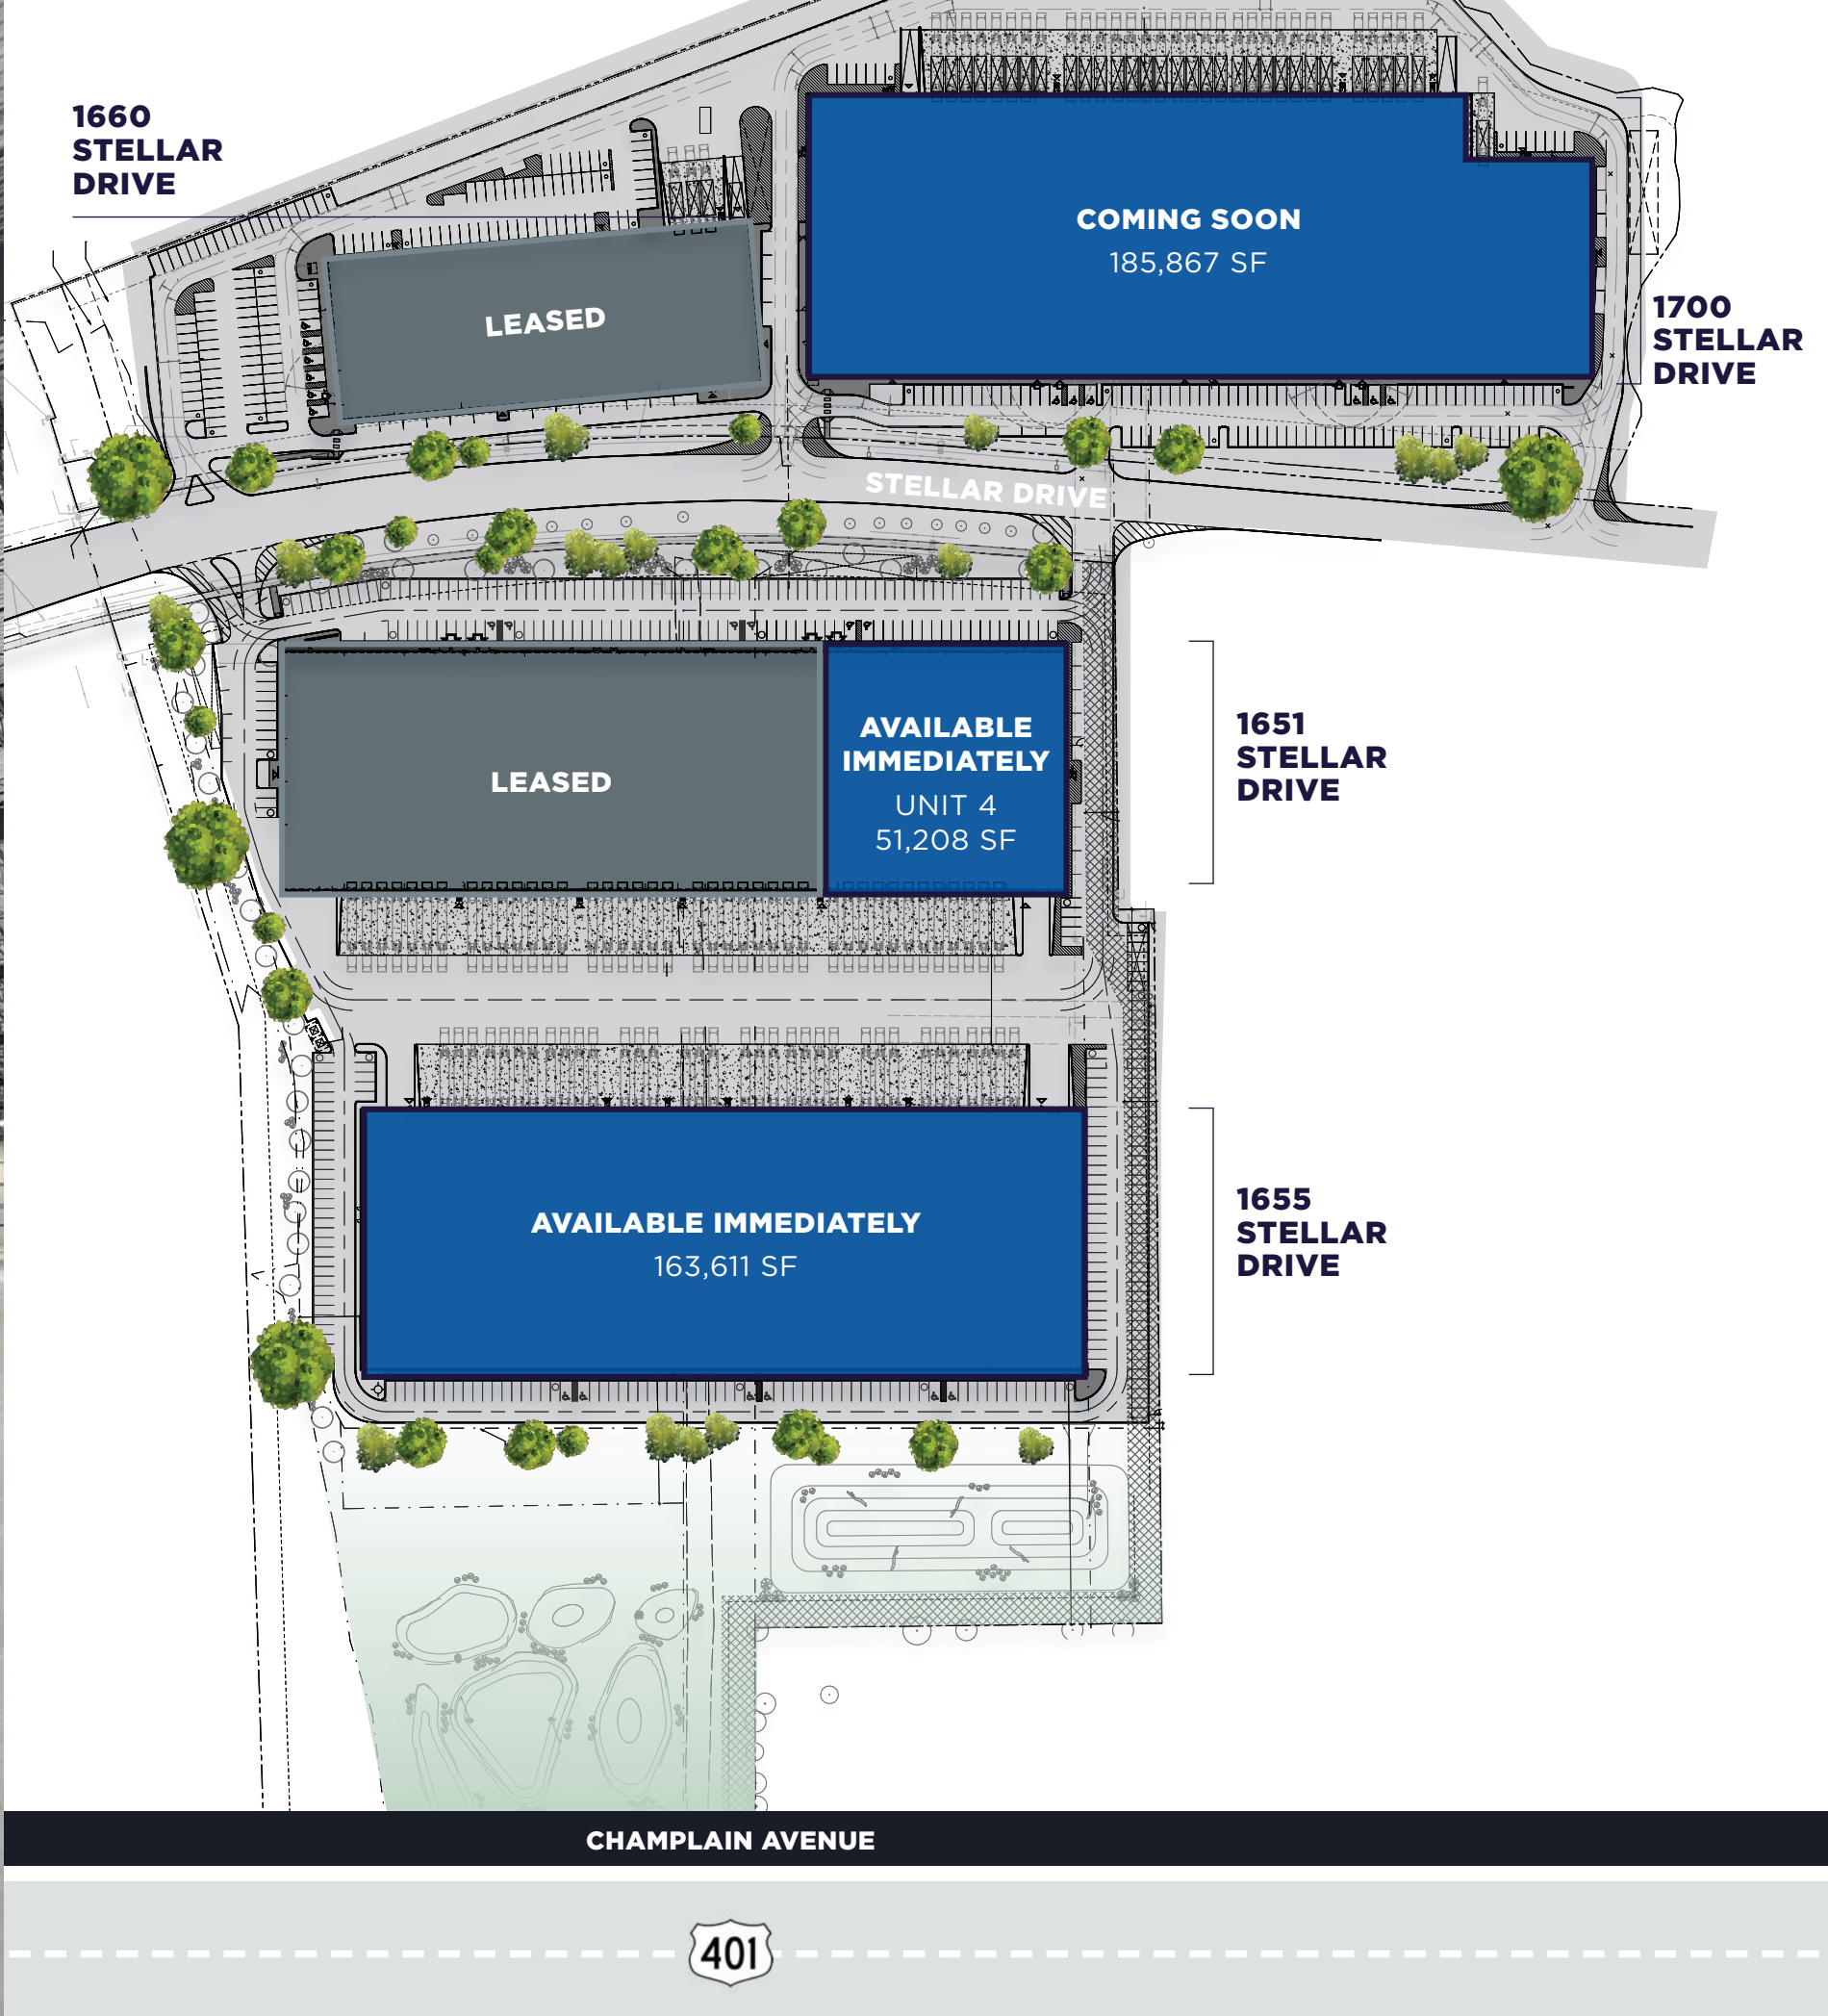 1660
STELLAR
DRIVE
COMING SOON
185,867 SF
LEASED
1700
STELLAR
DRIVE
STELLAR DRIVE
LEASED
AVAILABLE
IMMEDIATELY
UNIT 4
51,208 SF
1651
STELLAR
DRIVE
AVAILABLE IMMEDIATELY
163,611 SF
1655
STELLAR
DRIVE
CHAMPLAIN AVENUE
401